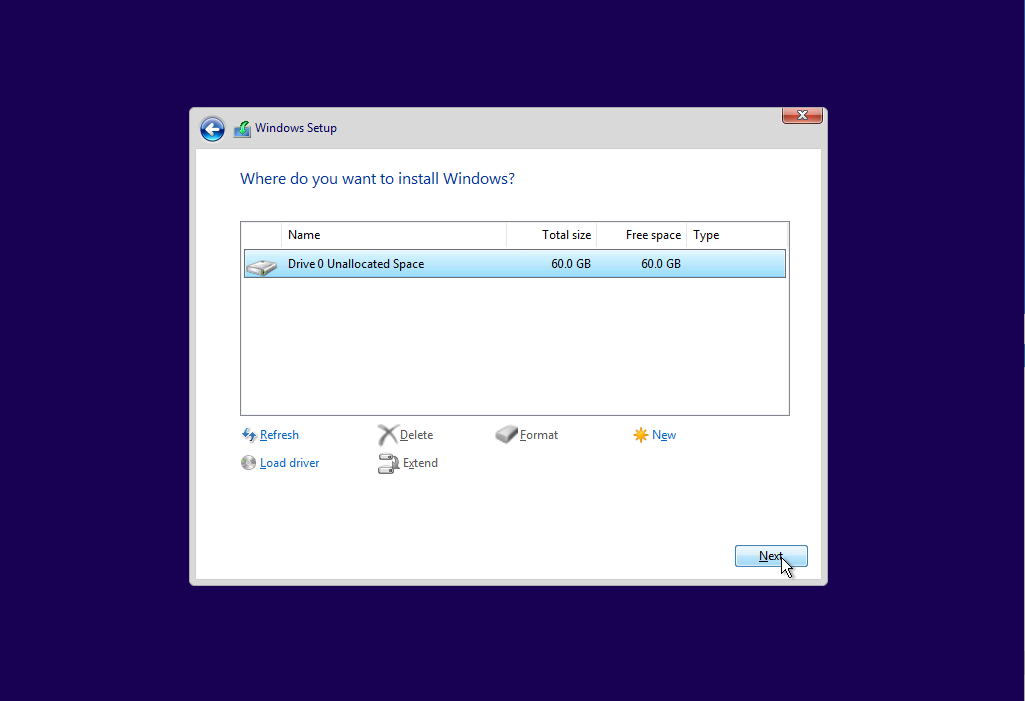 Windows Setup
Where do you want to install Windows?
Name Total size Free space Type
Drive 0 Unallocated Space 60.0 GB 60.0 GB
Refresh Delete Format New
Load driver Extend
Next